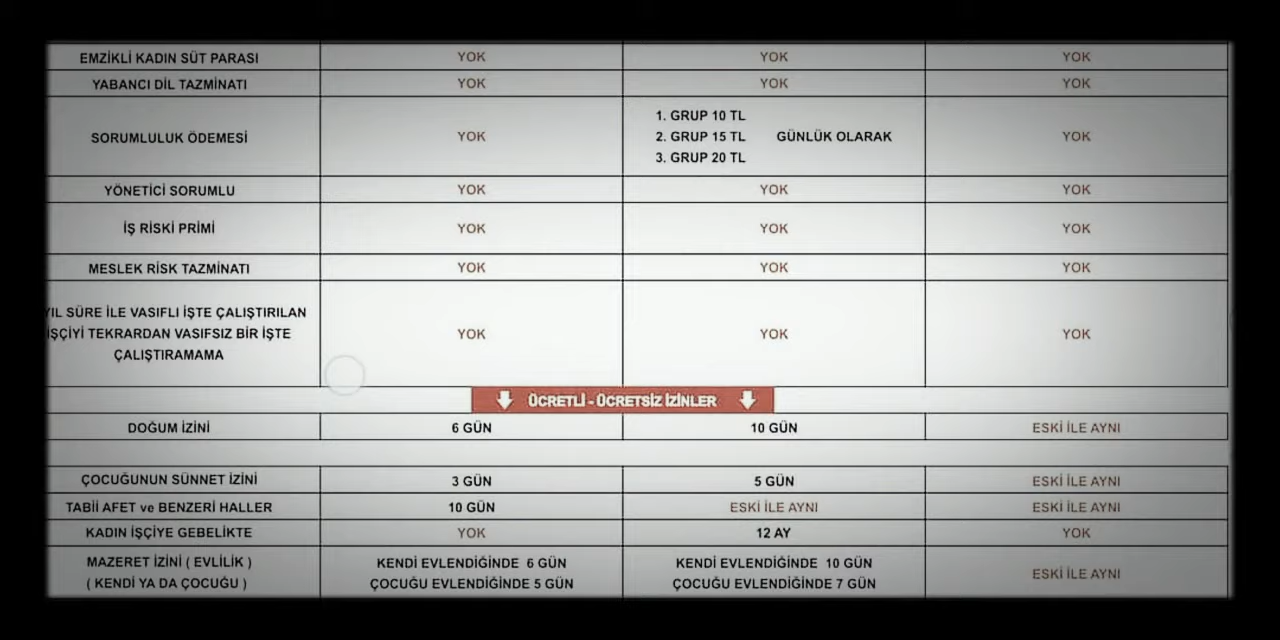 EMZİKLİ KADIN SÜT PARASI YOK YOK YOK
YABANCI DİL TAZMİNATI YOK YOK YOK
SORUMLULUK ÖDEMESİ YOK 1. GRUP 10 TL
2. GRUP 15 TL GÜNLÜK OLARAK
3. GRUP 20 TL YOK
YÖNETİCİ SORUMLU YOK YOK YOK
İŞ RİSKİ PRİMİ YOK YOK YOK
MESLEK RİSK TAZMİNATI YOK YOK YOK
SÜRE İLE VASIFLI İŞTE ÇALIŞTIRILAN
İŞÇİYİ TEKRARDAN VASIFSIZ BİR İŞTE
ÇALIŞTIRAMAMA YOK YOK YOK
ÜCRETLİ - ÜCRETSİZ İZİNLER
DOĞUM İZİNİ 6 GÜN 10 GÜN ESKİ İLE AYNI
ÇOCUĞUNUN SÜNNET İZİNİ 3 GÜN 5 GÜN ESKİ İLE AYNI
TABİİ AFET ve BENZERİ HALLER 10 GÜN ESKİ İLE AYNI ESKİ İLE AYNI
KADIN İŞÇİYE GEBELİKTE YOK 12 AY YOK
MAZERET İZİNİ ( EVLİLİK )
( KENDİ YA DA ÇOCUĞU ) KENDİ EVLENDİĞİNDE 6 GÜN
ÇOCUĞU EVLENDİĞİNDE 5 GÜN KENDİ EVLENDİĞİNDE 10 GÜN
ÇOCUĞU EVLENDİĞİNDE 7 GÜN ESKİ İLE AYNI